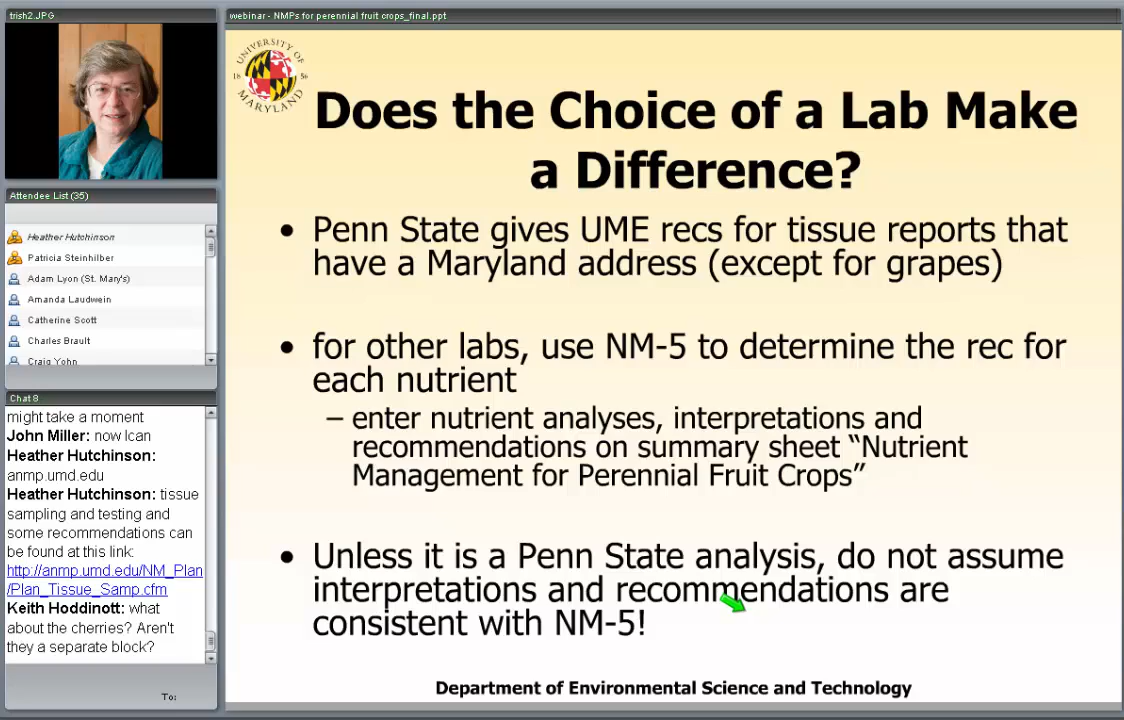 trish2.JPG
webinar - NMPs for perennial fruit crops_final.ppt
UNIVERSITY OF
18 56
MARYLAND
Does the Choice of a Lab Make
a Difference?
• Penn State gives UME recs for tissue reports that
have a Maryland address (except for grapes)
• for other labs, use NM-5 to determine the rec for
each nutrient
– enter nutrient analyses, interpretations and
recommendations on summary sheet “Nutrient
Management for Perennial Fruit Crops”
• Unless it is a Penn State analysis, do not assume
interpretations and recommendations are
consistent with NM-5!
Department of Environmental Science and Technology
Attendee List (35)
Heather Hutchinson
Patricia Steinhilber
Adam Lyon (St. Mary's)
Amanda Laudwein
Catherine Scott
Charles Brault
Craig Yohn
Chat 8
might take a moment
John Miller: now Ican
Heather Hutchinson:
anmp.umd.edu
Heather Hutchinson: tissue
sampling and testing and
some recommendations can
be found at this link:
http://anmp.umd.edu/NM_Plan
/Plan_Tissue_Samp.cfm
Keith Hoddinott: what
about the cherries? Aren't
they a separate block?
To: